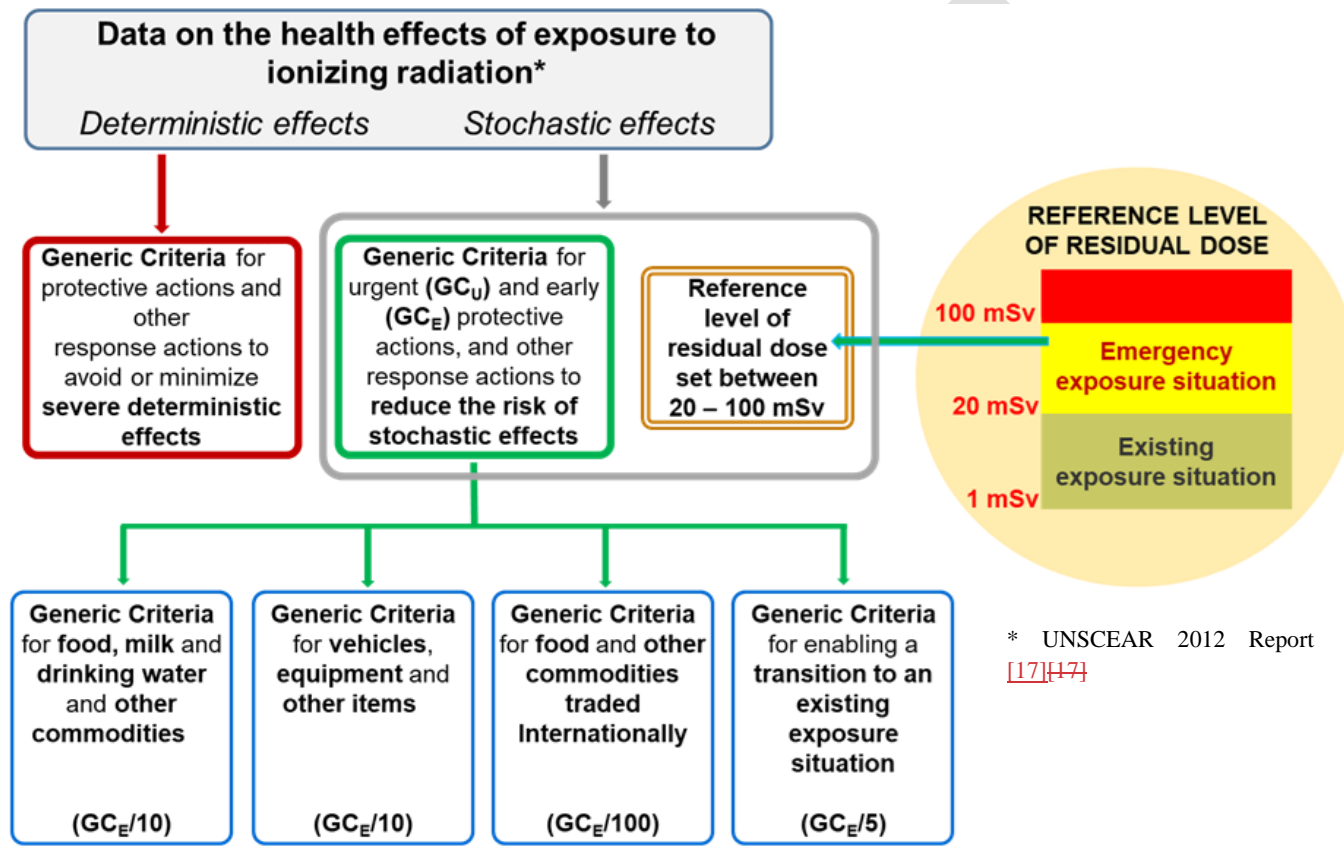 Data on the health effects of exposure to
ionizing radiation*
Deterministic effects Stochastic effects
Generic Criteria for
protective actions and
other
response actions to
avoid or minimize
severe deterministic
effects
Generic Criteria for
urgent (GCU) and early
(GCE) protective
actions, and other
response actions to
reduce the risk of
stochastic effects
Reference
level of
residual dose
set between
20 – 100 mSv
REFERENCE LEVEL
OF RESIDUAL DOSE
100 mSv
Emergency
exposure situation
20 mSv
Existing
exposure situation
1 mSv
Generic Criteria
for food, milk and
drinking water
and other
commodities
(GCE/10)
Generic Criteria
for vehicles,
equipment and
other items
(GCE/10)
Generic Criteria
for food and other
commodities
traded
Internationally
(GCE/100)
Generic Criteria
for enabling a
transition to an
existing
exposure
situation
(GCE/5)
* UNSCEAR 2012 Report
[17][17]